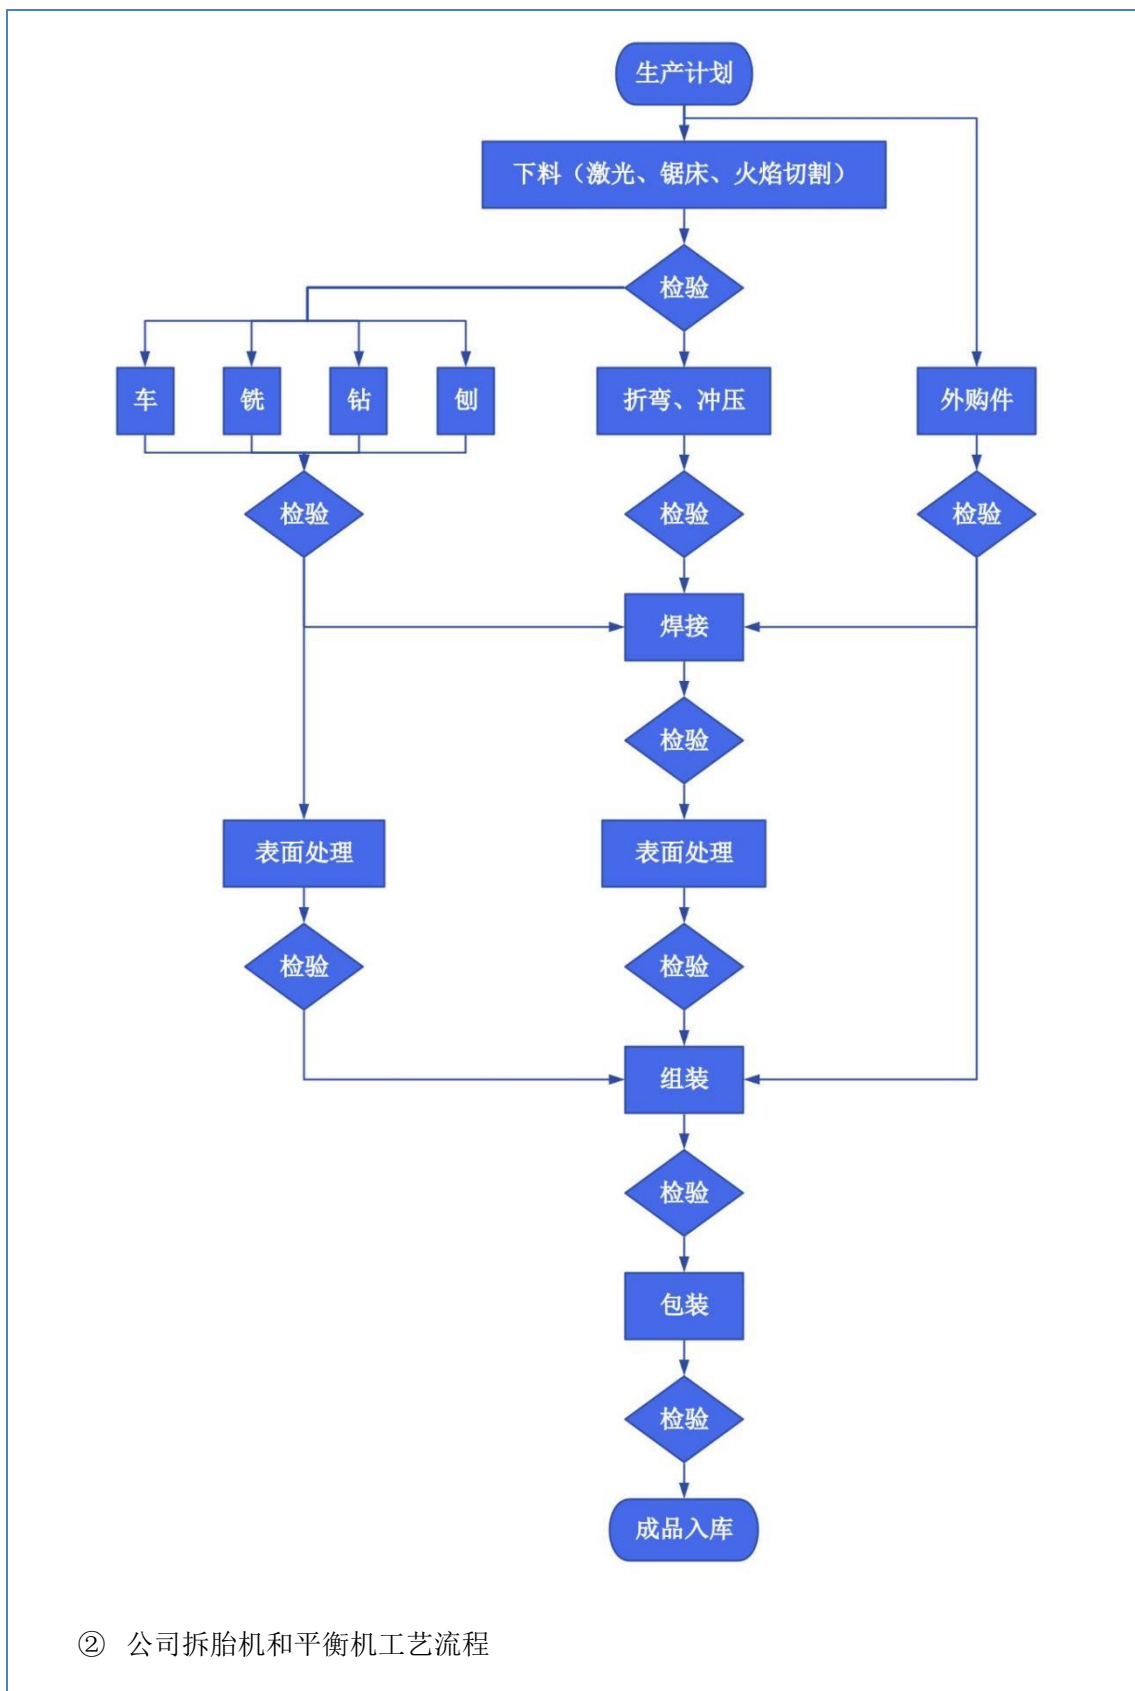 生产计划
下料（激光、锯床、火焰切割）
检验
车
铣
钻
刨
折弯、冲压
外购件
检验
检验
检验
焊接
检验
表面处理
表面处理
检验
检验
组装
检验
包装
检验
成品入库
② 公司拆胎机和平衡机工艺流程